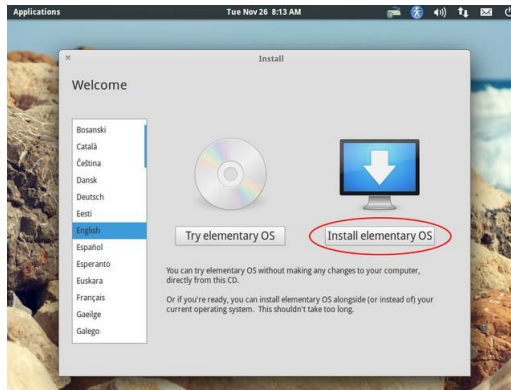 Applications
Tue Nov 26 8:13 AM
Install
Welcome
Bosanski
Català
Čeština
Dansk
Deutsch
Eesti
English
Español
Esperanto
Euskara
Français
Gaeilge
Galego
Try elementary OS
Install elementary OS
You can try elementary OS without making any changes to your computer,
directly from this CD.
Or if you're ready, you can install elementary OS alongside (or instead of) your
current operating system. This shouldn't take too long.